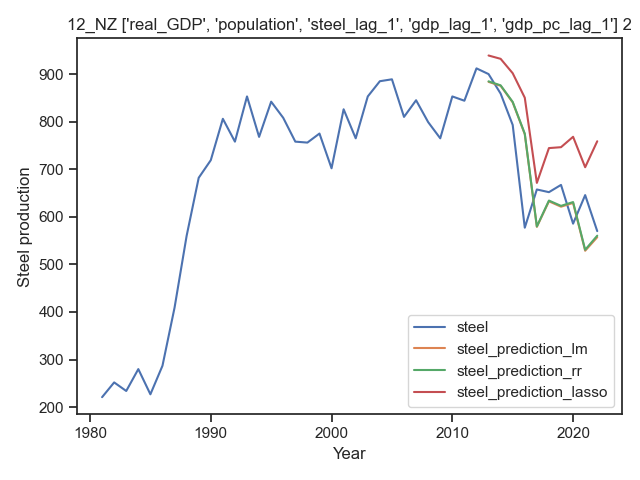 12_NZ ['real_GDP', 'population', 'steel_lag_1', 'gdp_lag_1', 'gdp_pc_lag_1'] 2
900
800
700
600
500
400
300
200
Steel production
steel
steel_prediction_lm
steel_prediction_rr
steel_prediction_lasso
1980
1990
2000
2010
2020
Year